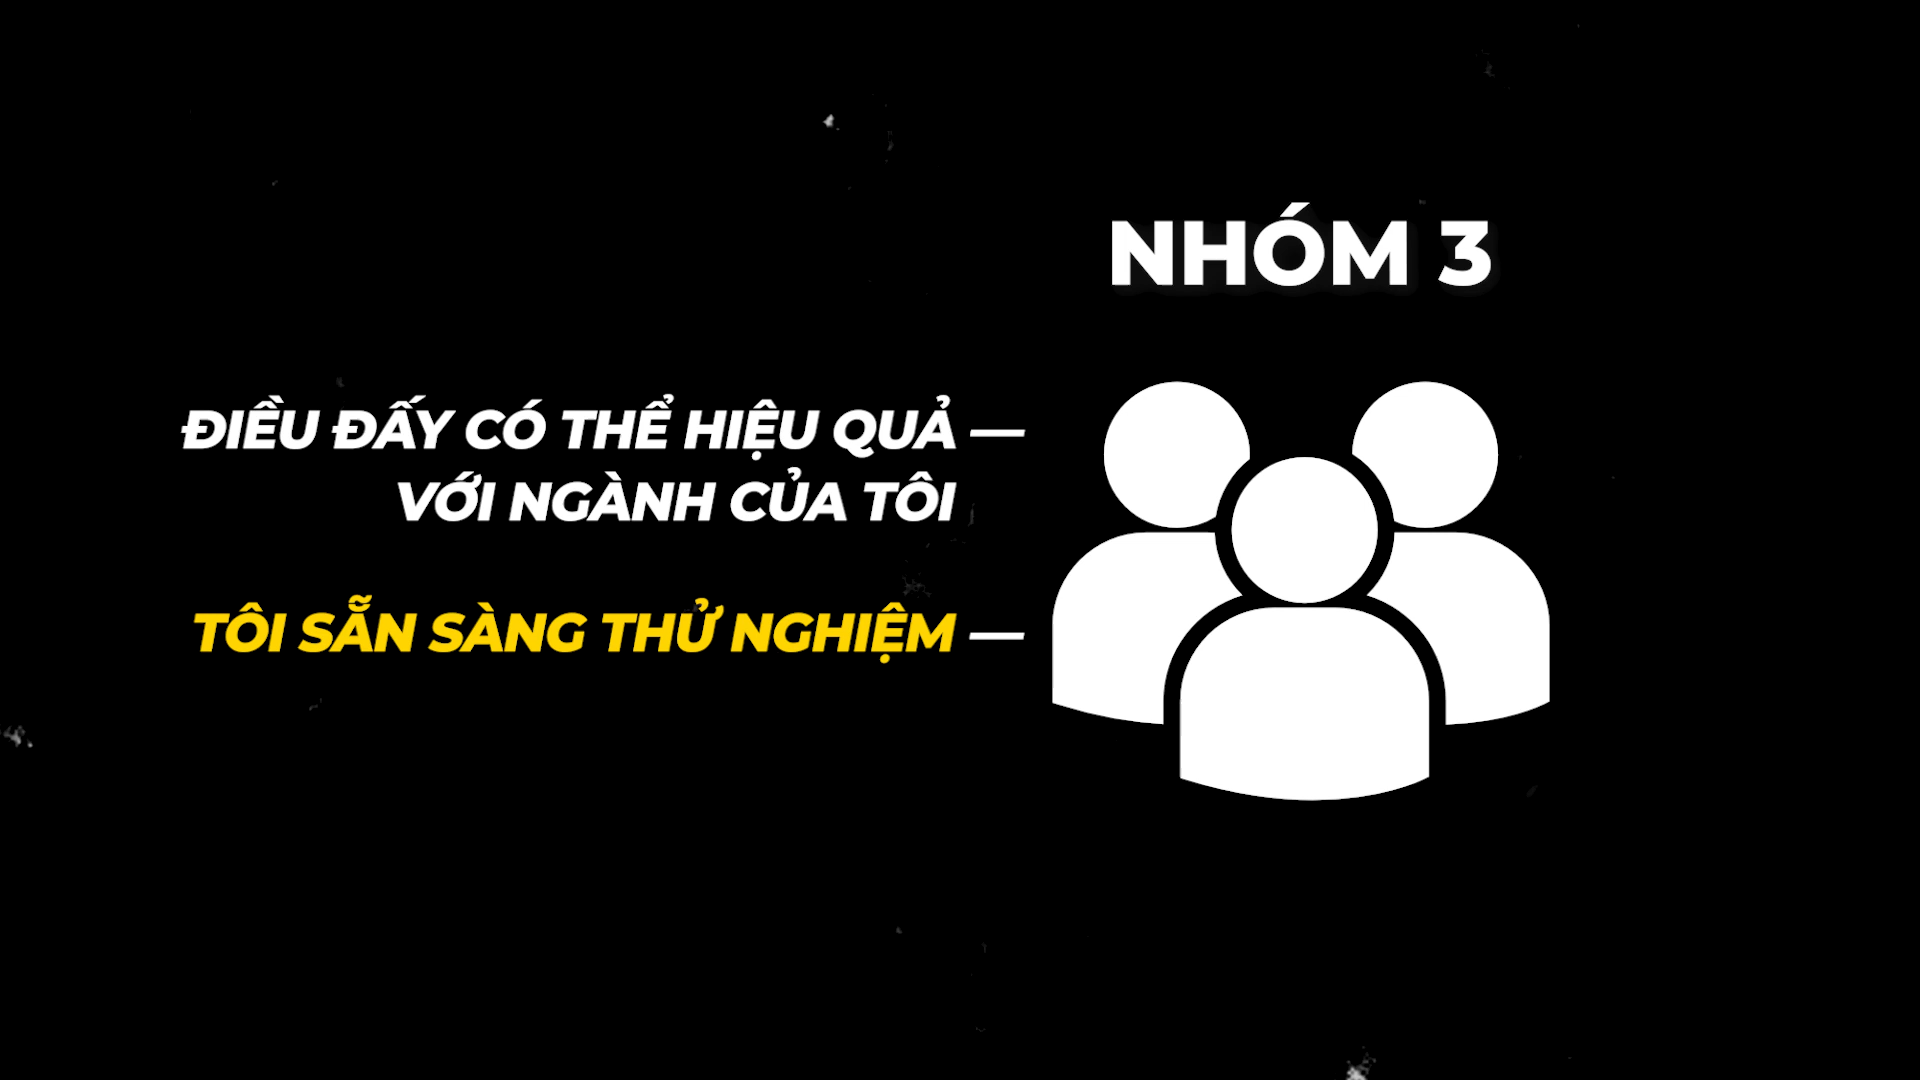 NHÓM 3
ĐIỀU ĐẤY CÓ THỂ HIỆU QUẢ —
VỚI NGÀNH CỦA TÔI
TÔI SẴN SÀNG THỬ NGHIỆM —